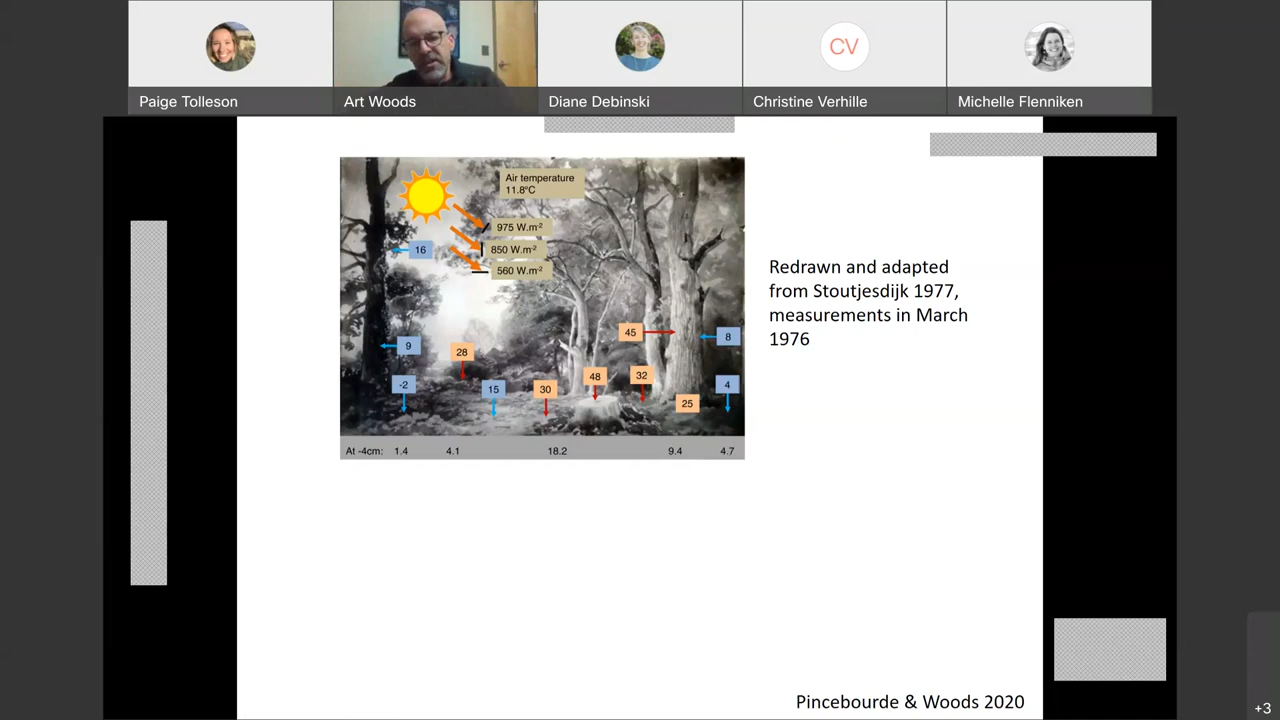 CV
Paige Tolleson
Art Woods
Diane Debinski
Christine Verhille
Michelle Flenniken
Air temperature
11.8°C
975 W.m-2
850 W.m-2
560 W.m-2
16
9
-2
28
15
30
48
45
32
25
8
4
At -4cm: 1.4 4.1 18.2 9.4 4.7
Redrawn and adapted
from Stoutjesdijk 1977,
measurements in March
1976
Pincebourde & Woods 2020
+3